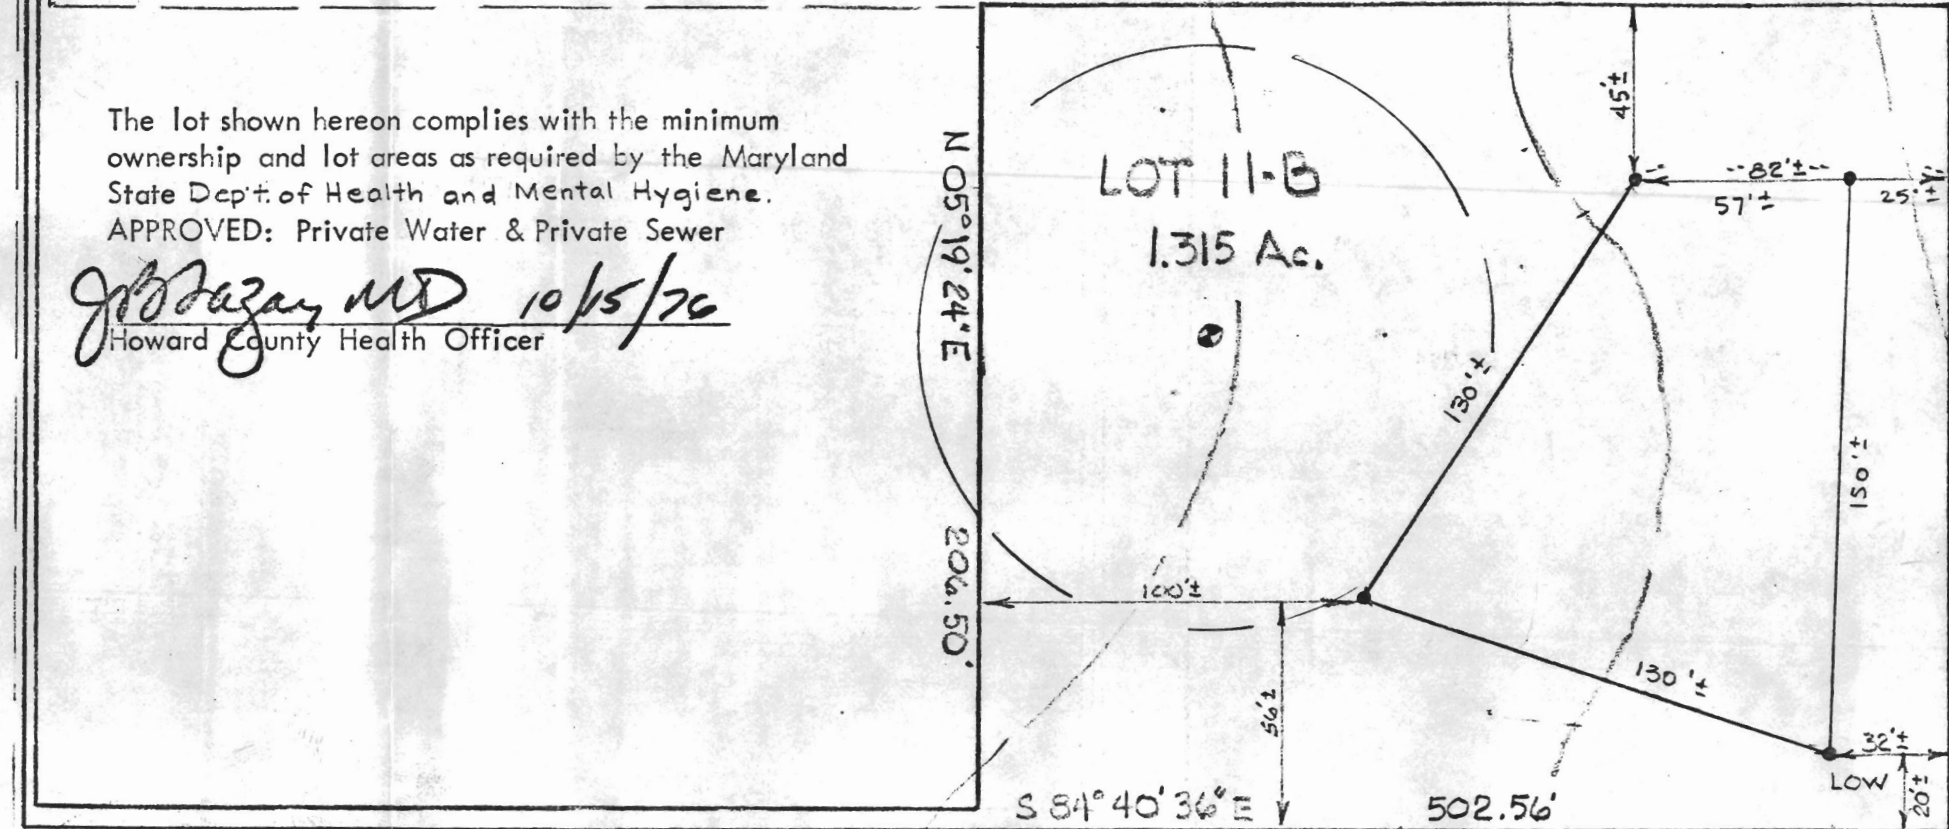 The lot shown hereon complies with the minimum
ownership and lot areas as required by the Maryland
State Dep't. of Health and Mental Hygiene.
APPROVED: Private Water & Private Sewer
MD 10/15/76
Howard County Health Officer
N 05°19'24" E
206.50'
LOT 11-B
1.315 Ac.
45'±
82'±
57'±
25'±
130'±
150'±
100'±
56'±
130'±
32'±
LOW
20'±
S 84°40'36" E
502.56'